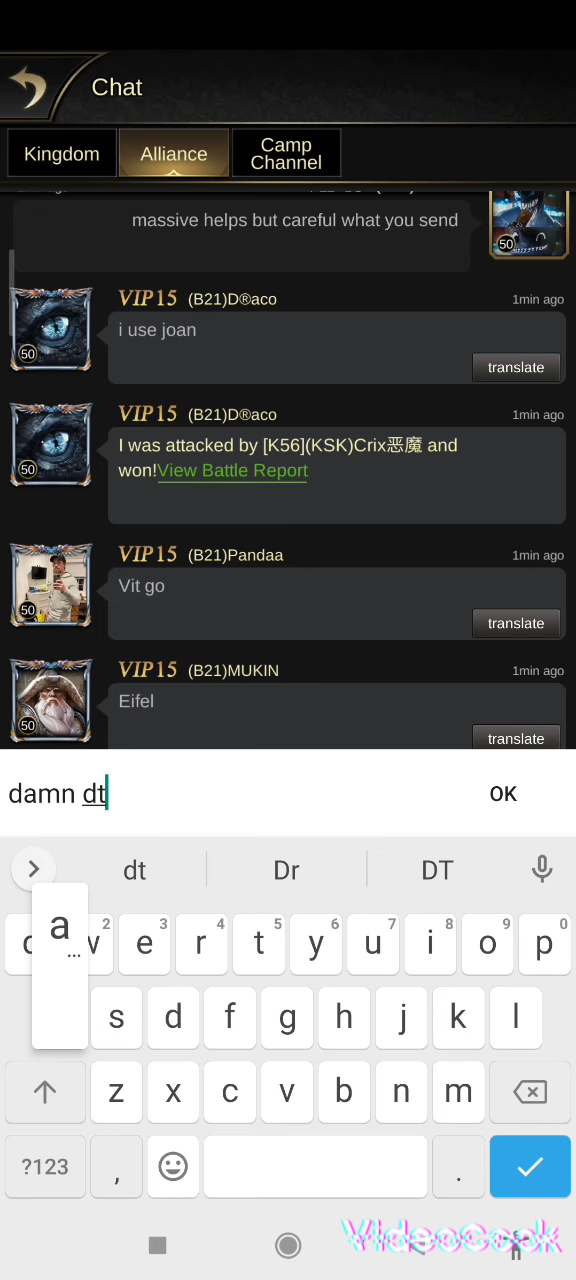 Chat
Kingdom
Alliance
Camp
Channel
massive helps but careful what you send
50
VIP15 (B21)D®aco
1min ago
i use joan
50
translate
VIP15 (B21)D®aco
1min ago
I was attacked by [K56](KSK)Crix恶魔 and
won!View Battle Report
50
VIP15 (B21)Pandaa
1min ago
Vit go
50
translate
VIP15 (B21)MUKIN
1min ago
Eifel
50
translate
damn dt
OK
dt
Dr
DT
a
...
2
e 3
r 4
t 5
y 6
u 7
i 8
o 9
p 0
s d f g h j k l
z x c v b n m
?123
,
.
VideoCook